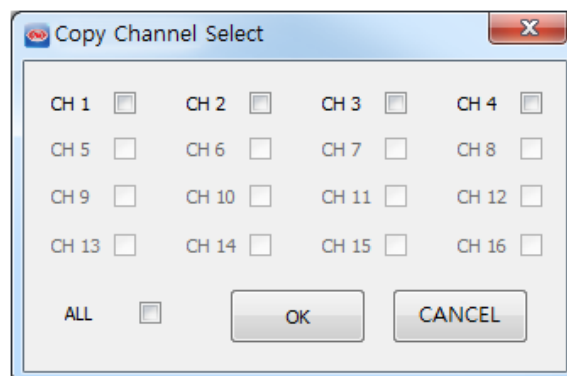 Copy Channel Select
CH 1 CH 2 CH 3 CH 4
CH 5 CH 6 CH 7 CH 8
CH 9 CH 10 CH 11 CH 12
CH 13 CH 14 CH 15 CH 16
ALL OK CANCEL